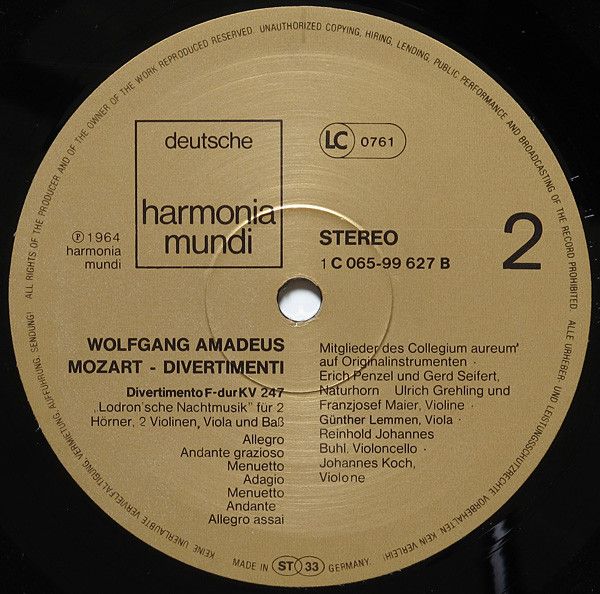 ALL RIGHTS OF THE PRODUCER AND OF THE OWNER OF THE WORK REPRODUCED RESERVED. UNAUTHORIZED COPYING, HIRING, LENDING, PUBLIC PERFORMANCE AND BROADCASTING OF THE RECORD PROHIBITED.
deutsche
harmonia
mundi
LC 0761
℗ 1964
harmonia
mundi
STEREO
1 C 065-99 627 B
2
WOLFGANG AMADEUS
MOZART - DIVERTIMENTI
Divertimento F-dur KV 247
„Lodron'sche Nachtmusik" für 2
Hörner, 2 Violinen, Viola und Baß
Allegro
Andante grazioso
Menuetto
Adagio
Menuetto
Andante
Allegro assai
Mitglieder des Collegium aureum'
auf Originalinstrumenten ·
Erich Penzel und Gerd Seifert,
Naturhorn Ulrich Grehling und
Franzjosef Maier, Violine ·
Günther Lemmen, Viola ·
Reinhold Johannes
Buhl, Violoncello ·
Johannes Koch,
Violone
ALLE URHEBER- UND LEISTUNGSSCHUTZRECHTE VORBEHALTEN. KEIN VERLEIH! KEINE UNERLAUBTE VERVIELFÄLTIGUNG, VERMIETUNG, AUFFÜHRUNG, SENDUNG!
MADE IN ST 33 GERMANY.